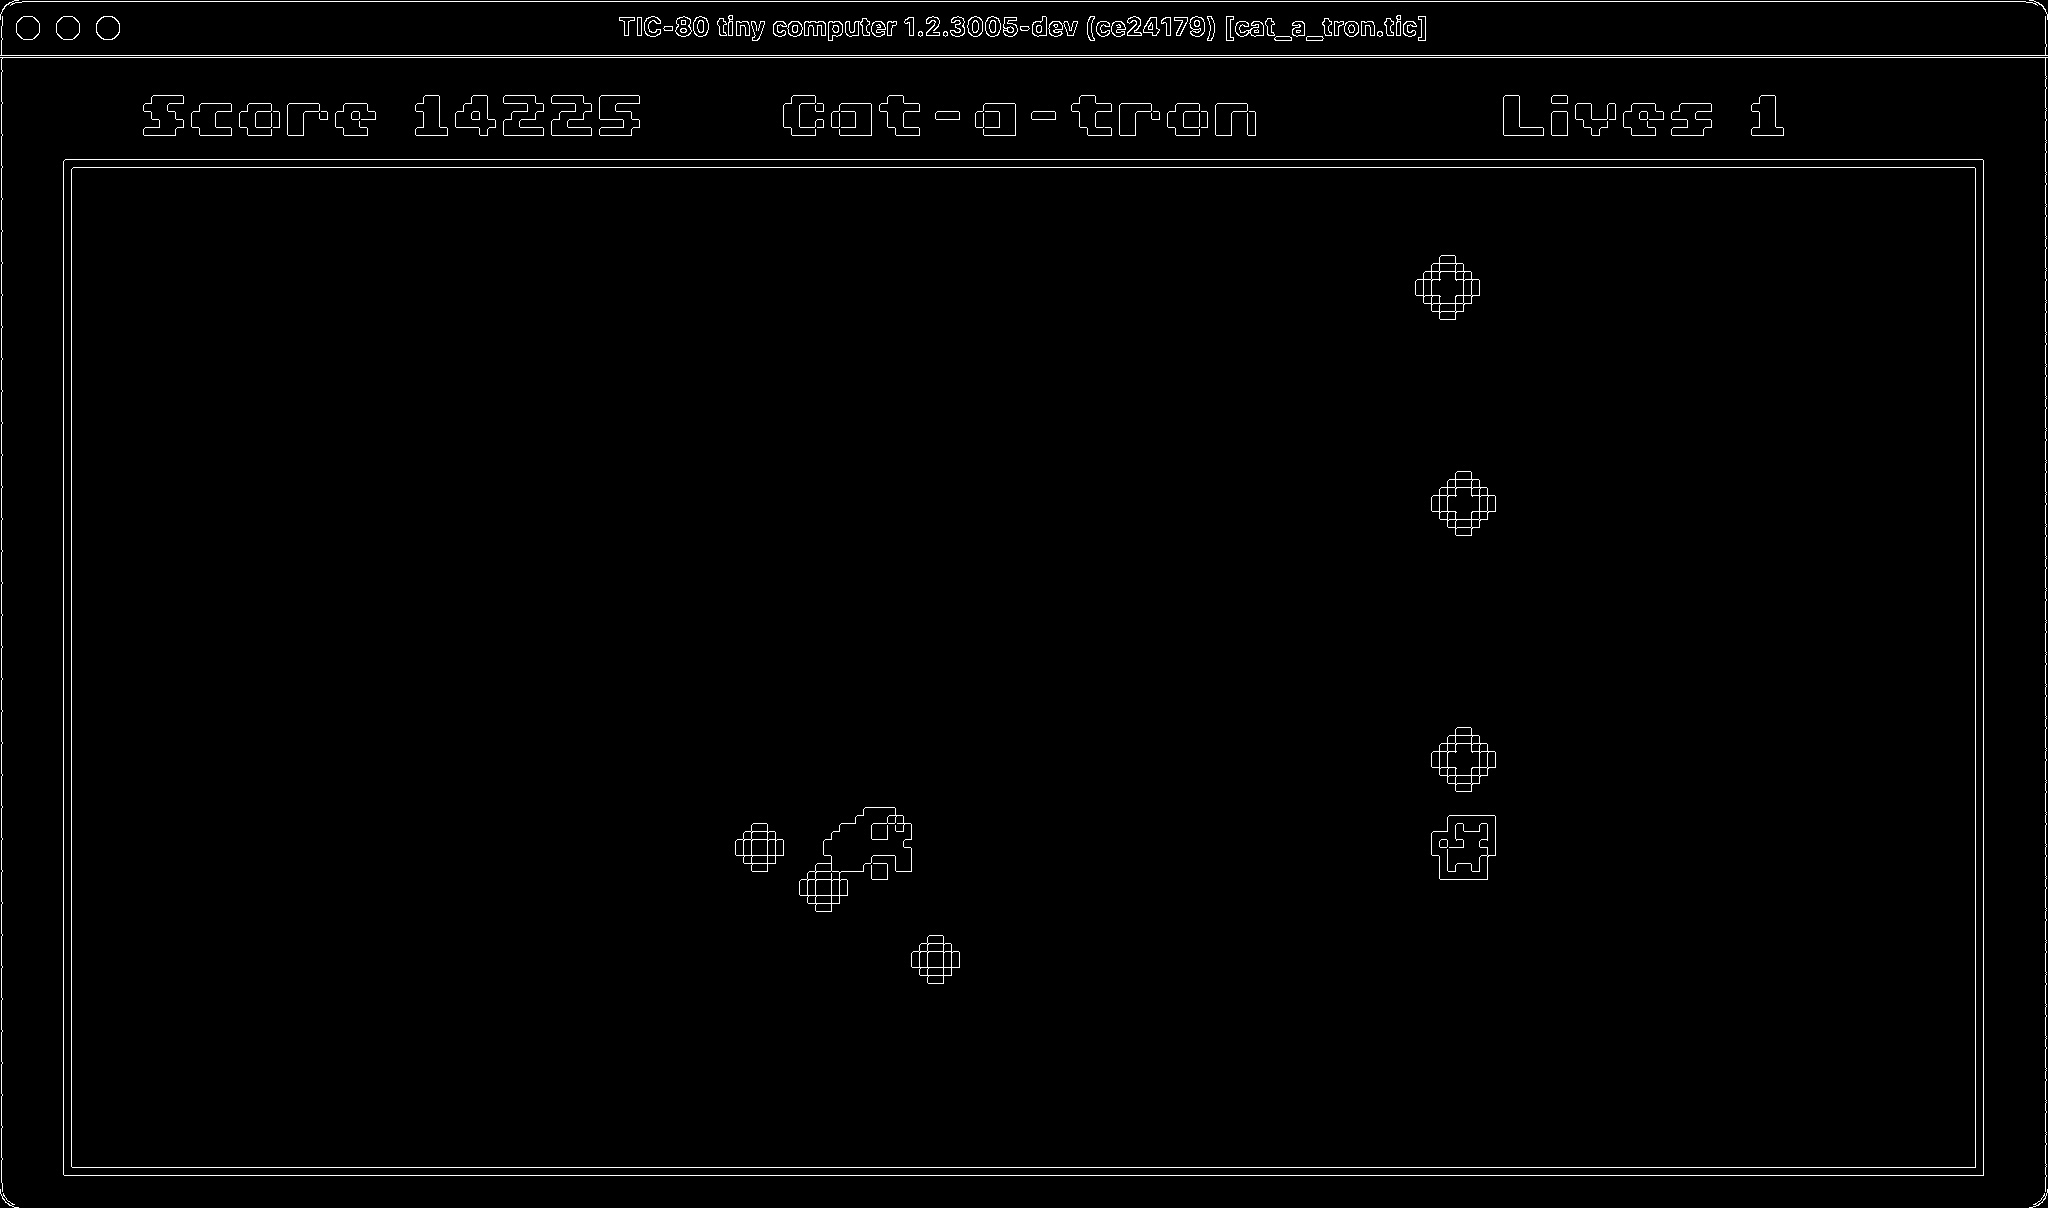 TIC-80 tiny computer 1.2.3005-dev (ce24179) [cat_a_tron.tic]
Score 14225 Cat-a-tron Lives 1